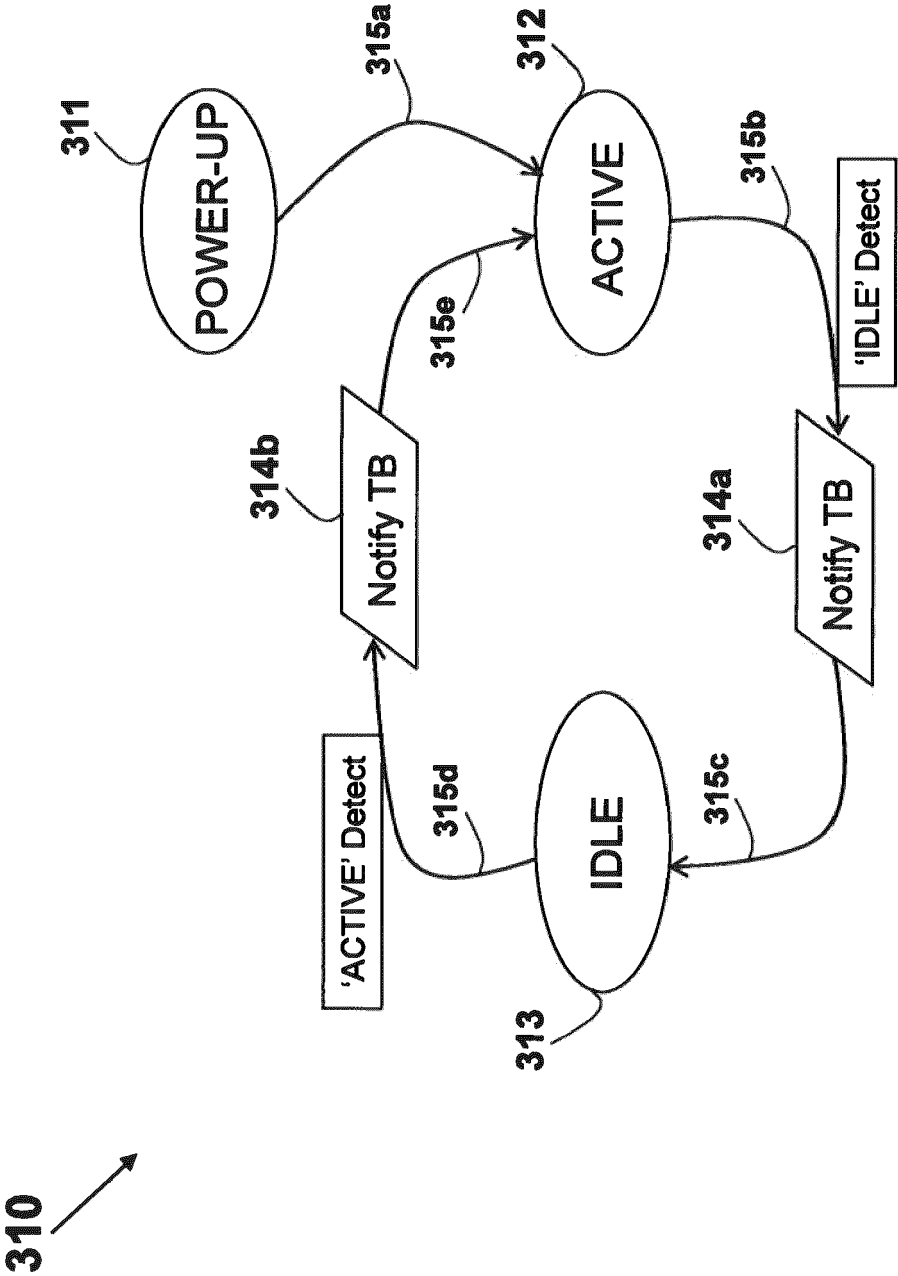 310
311
POWER-UP
315a
314b
Notify TB
315e
312
ACTIVE
'ACTIVE' Detect
315d
313
IDLE
315c
314a
Notify TB
315b
'IDLE' Detect